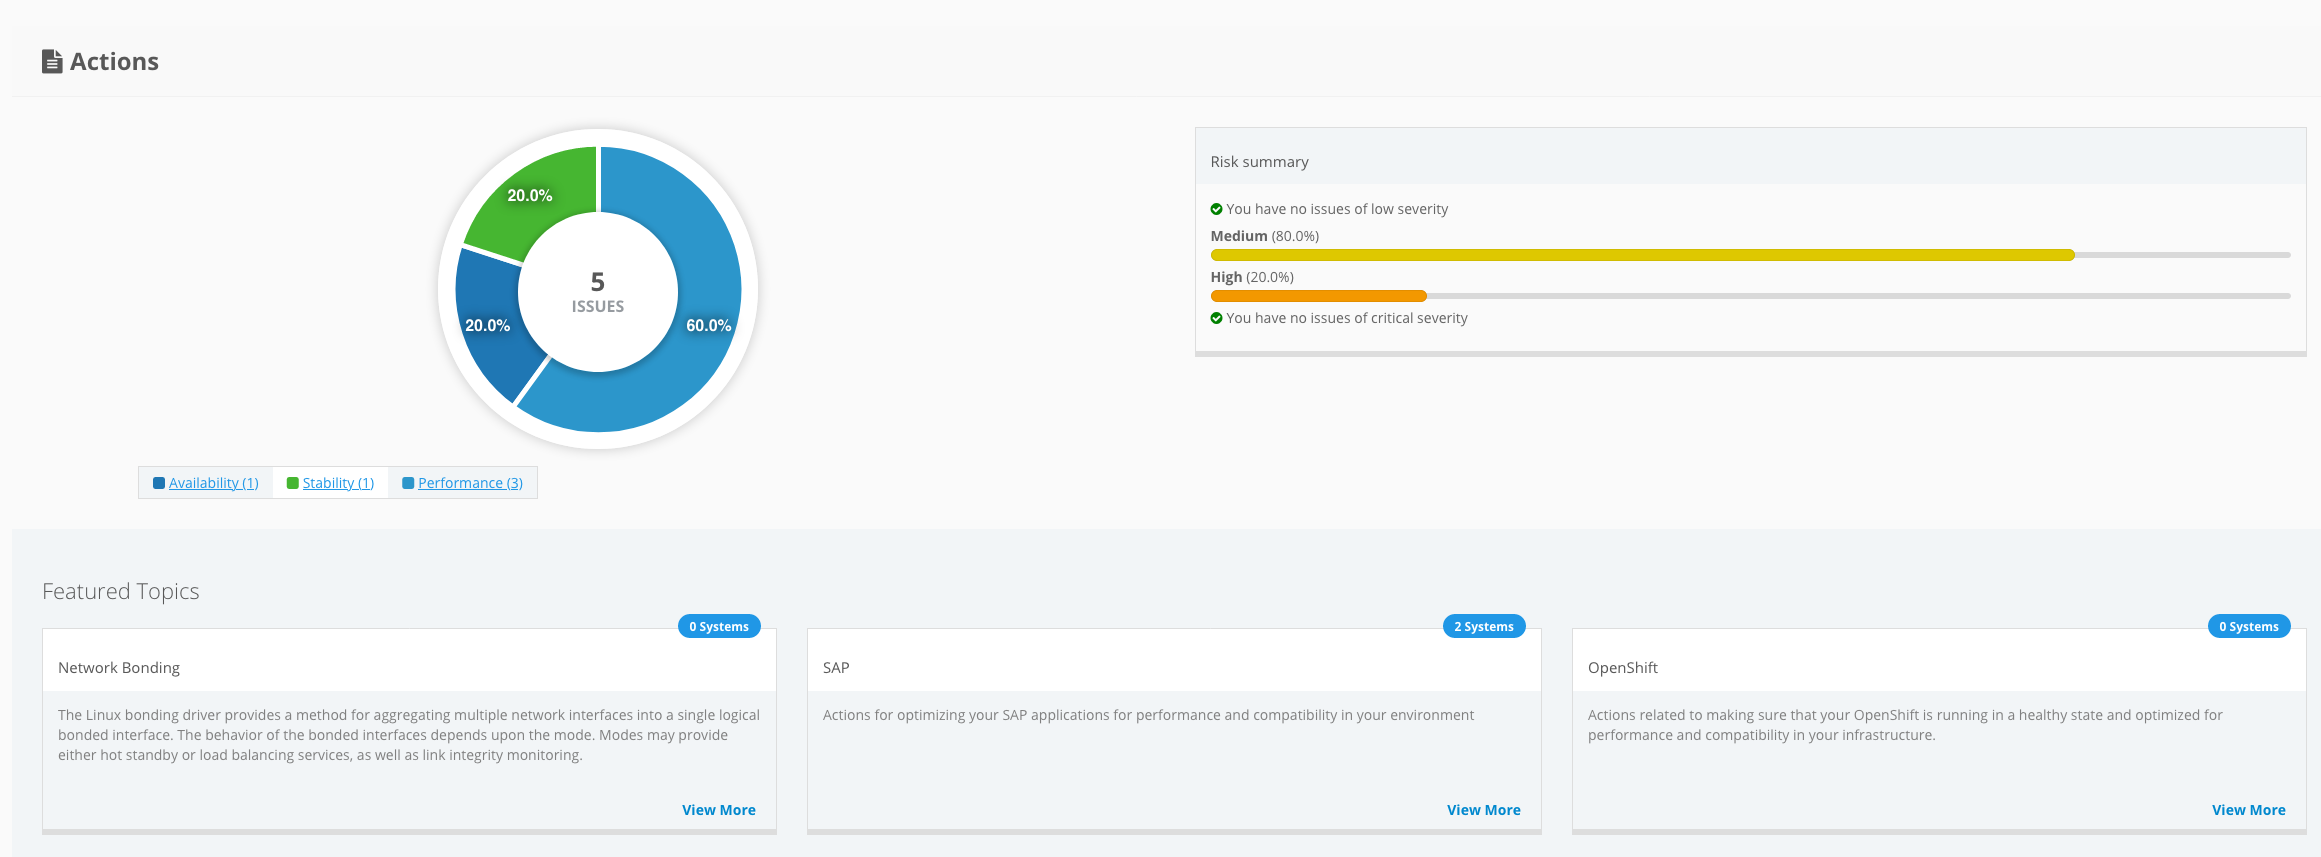 Actions
20.0%
20.0%
60.0%
5
ISSUES
Availability (1)
Stability (1)
Performance (3)
Risk summary
You have no issues of low severity
Medium (80.0%)
High (20.0%)
You have no issues of critical severity
Featured Topics
0 Systems
Network Bonding
The Linux bonding driver provides a method for aggregating multiple network interfaces into a single logical
bonded interface. The behavior of the bonded interfaces depends upon the mode. Modes may provide
either hot standby or load balancing services, as well as link integrity monitoring.
View More
2 Systems
SAP
Actions for optimizing your SAP applications for performance and compatibility in your environment
View More
0 Systems
OpenShift
Actions related to making sure that your OpenShift is running in a healthy state and optimized for
performance and compatibility in your infrastructure.
View More